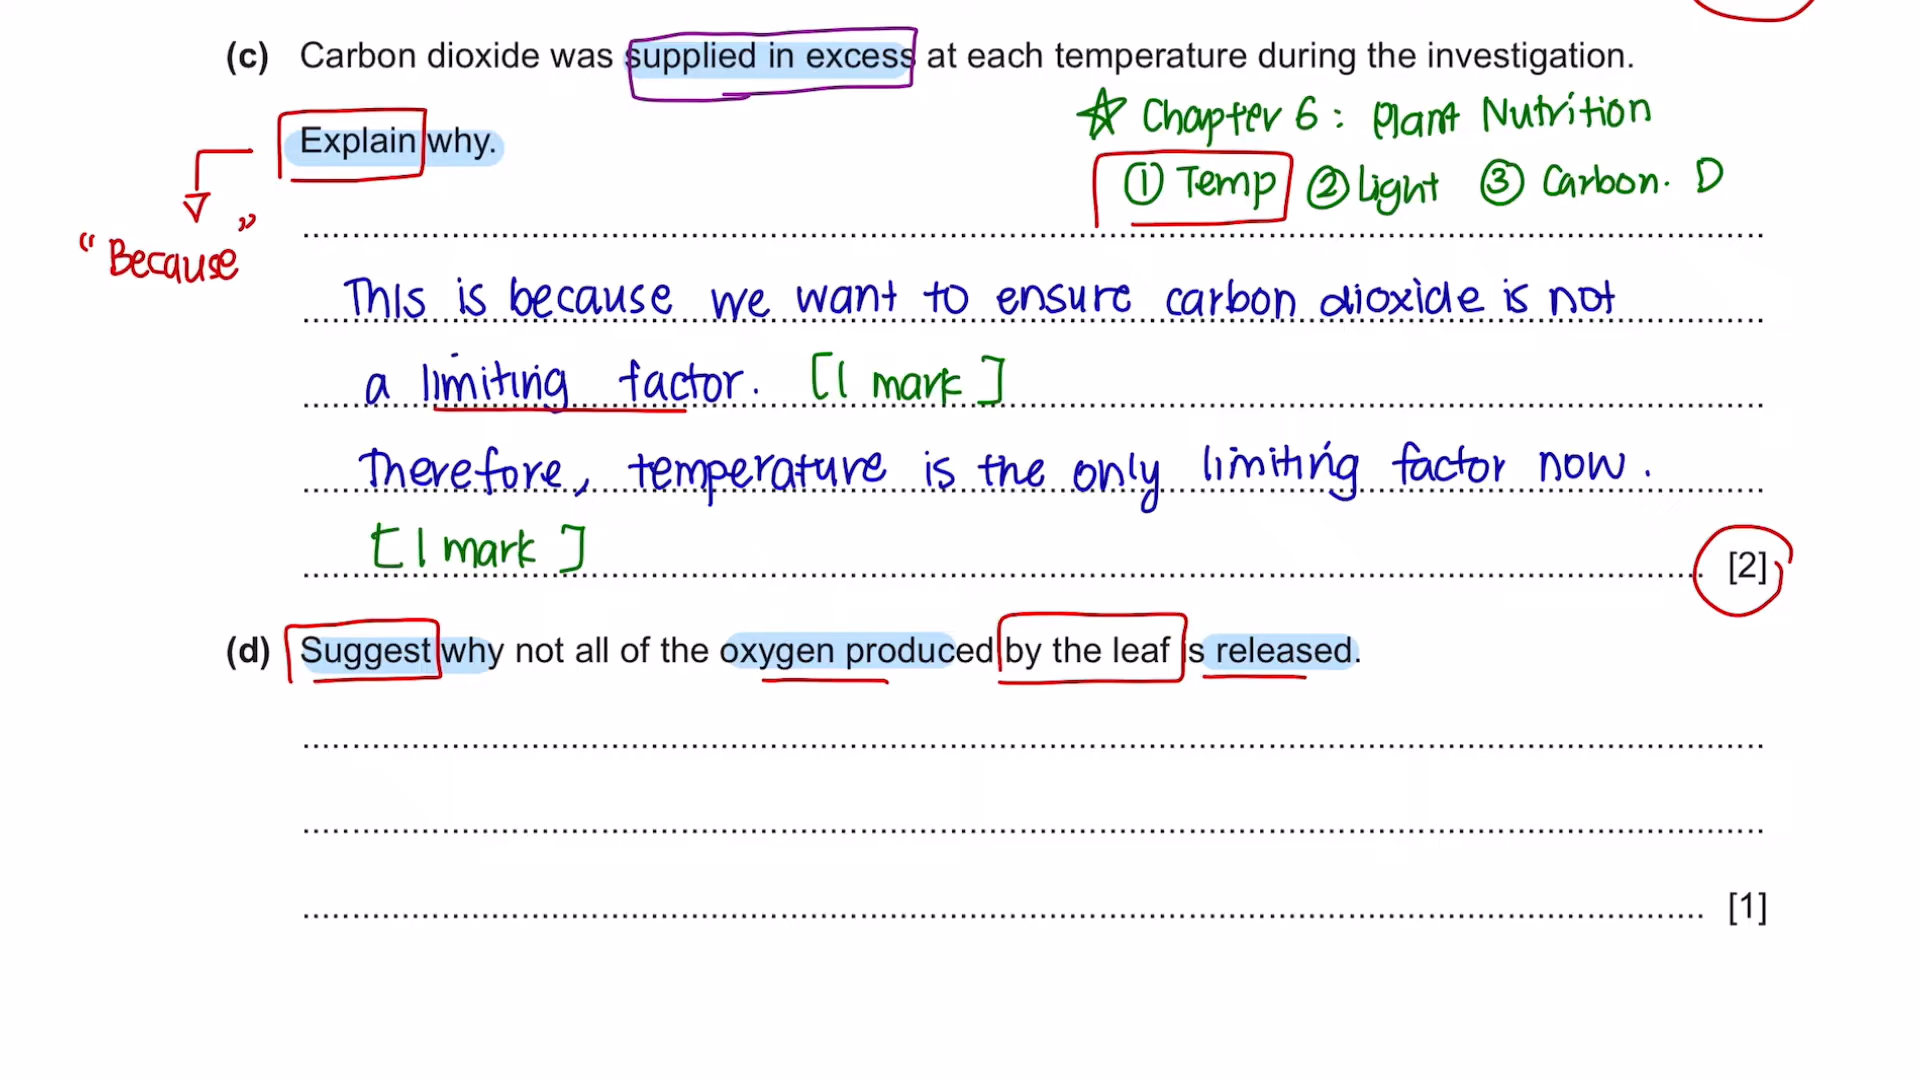 (c) Carbon dioxide was supplied in excess at each temperature during the investigation.
☆ Chapter 6 : Plant Nutrition
Explain why.
① Temp ② Light ③ Carbon. D
"Because"
This is because we want to ensure carbon dioxide is not
a limiting factor. [1 mark]
Therefore, temperature is the only limiting factor now.
[1 mark]
[2]
(d) Suggest why not all of the oxygen produced by the leaf is released.
[1]